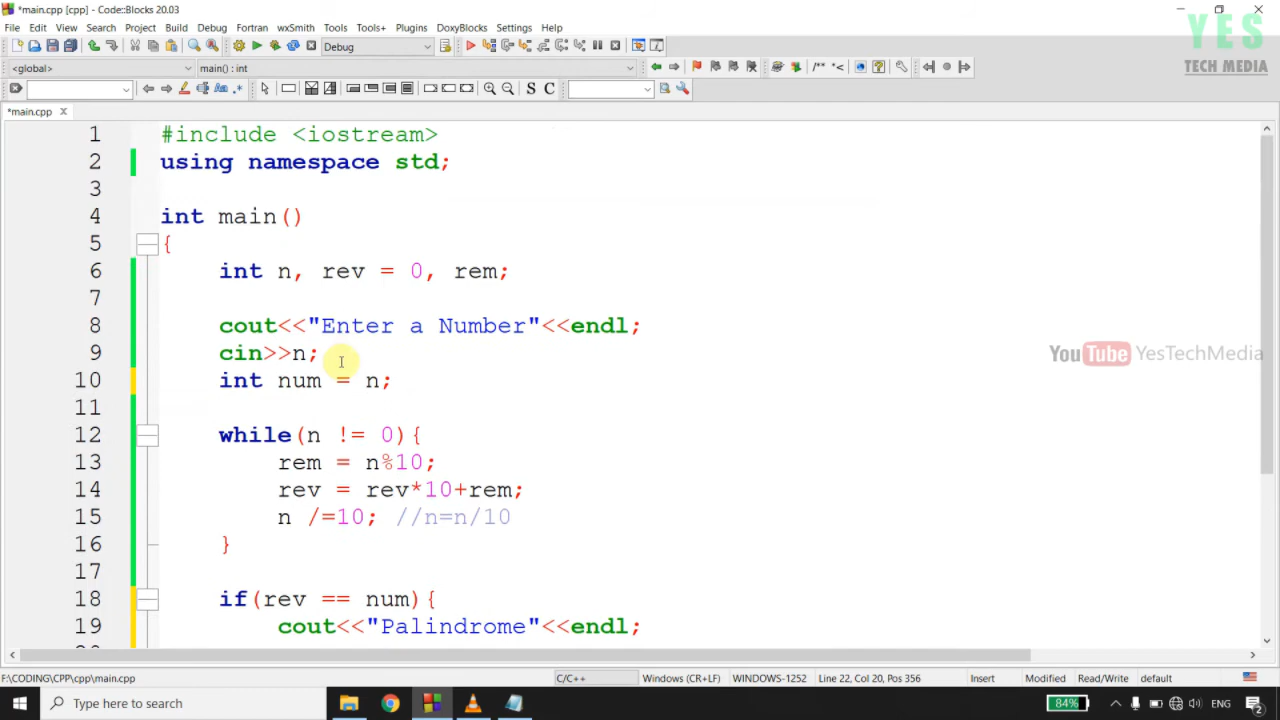 *main.cpp [cpp] - Code::Blocks 20.03
File Edit View Search Project Build Debug Fortran wxSmith Tools Tools+ Plugins DoxyBlocks Settings Help
YES
TECH MEDIA
Debug
<global> main() : int /** *<
S C
*main.cpp
1 #include <iostream>
2 using namespace std;
3
4 int main()
5 {
6 int n, rev = 0, rem;
7
8 cout<<"Enter a Number"<<endl;
9 cin>>n;
YouTube YesTechMedia
10 int num = n;
11
12 while(n != 0){
13 rem = n%10;
14 rev = rev*10+rem;
15 n /=10; //n=n/10
16 }
17
18 if(rev == num){
19 cout<<"Palindrome"<<endl;
F:\CODING\CPP\cpp\main.cpp C/C++ Windows (CR+LF) WINDOWS-1252 Line 22, Col 20, Pos 356 Insert Modified Read/Write default
Type here to search 84% ENG 2